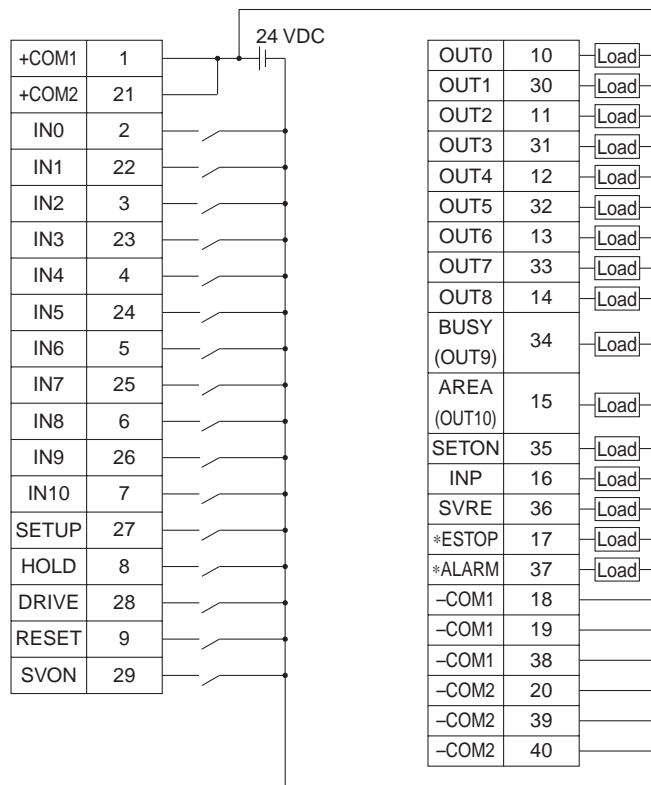 24 VDC
+COM1 1
+COM2 21
IN0 2
IN1 22
IN2 3
IN3 23
IN4 4
IN5 24
IN6 5
IN7 25
IN8 6
IN9 26
IN10 7
SETUP 27
HOLD 8
DRIVE 28
RESET 9
SVON 29
OUT0 10 Load
OUT1 30 Load
OUT2 11 Load
OUT3 31 Load
OUT4 12 Load
OUT5 32 Load
OUT6 13 Load
OUT7 33 Load
OUT8 14 Load
BUSY
(OUT9) 34 Load
AREA
(OUT10) 15 Load
SETON 35 Load
INP 16 Load
SVRE 36 Load
*ESTOP 17 Load
*ALARM 37 Load
–COM1 18
–COM1 19
–COM1 38
–COM2 20
–COM2 39
–COM2 40